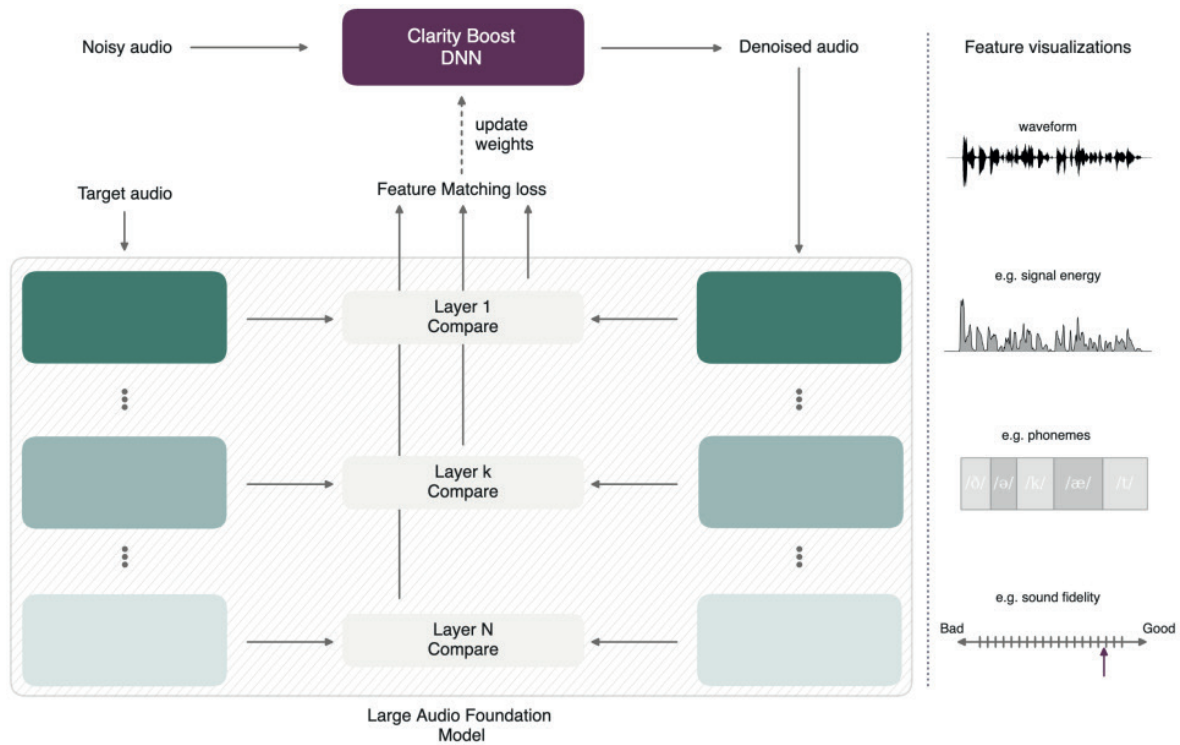 Noisy audio
Clarity Boost
DNN
Denoised audio
Feature visualizations
update
weights
waveform
Target audio
Feature Matching loss
e.g. signal energy
Layer 1
Compare
e.g. phonemes
/ð/ /ə/ /k/ /æ/ /t/
Layer k
Compare
e.g. sound fidelity
Bad
Good
Layer N
Compare
Large Audio Foundation
Model